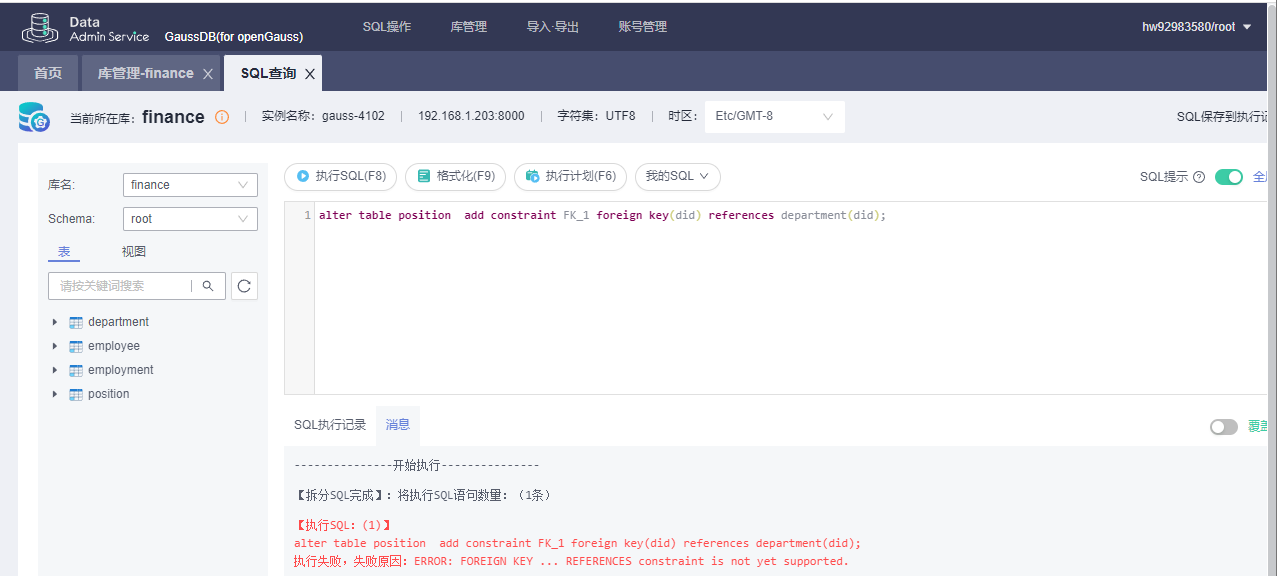 Data
Admin Service
GaussDB(for openGauss)
SQL操作
库管理
导入·导出
账号管理
hw92983580/root
首页
库管理-finance
SQL查询
当前所在库:
finance
实例名称: gauss-4102
192.168.1.203:8000
字符集: UTF8
时区:
Etc/GMT-8
SQL保存到执行记
库名:
finance
Schema:
root
表
视图
请按关键词搜索
department
employee
employment
position
执行SQL(F8)
格式化(F9)
执行计划(F6)
我的SQL
SQL提示
1 alter table position  add constraint FK_1 foreign key(did) references department(did);
SQL执行记录
消息
---------------开始执行---------------
【拆分SQL完成】: 将执行SQL语句数量: (1条)
【执行SQL: (1)】
alter table position  add constraint FK_1 foreign key(did) references department(did);
执行失败, 失败原因: ERROR: FOREIGN KEY ... REFERENCES constraint is not yet supported.